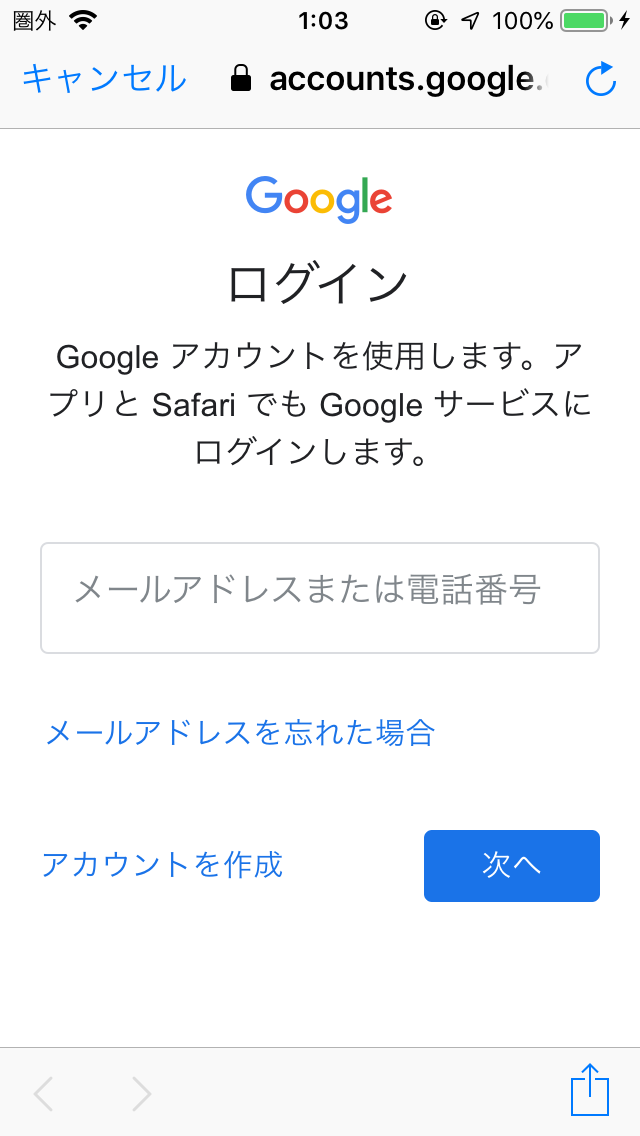 圏外 1:03 100%
キャンセル accounts.google.
Google
ログイン
Google アカウントを使用します。ア
プリと Safari でも Google サービスに
ログインします。
メールアドレスまたは電話番号
メールアドレスを忘れた場合
アカウントを作成 次へ